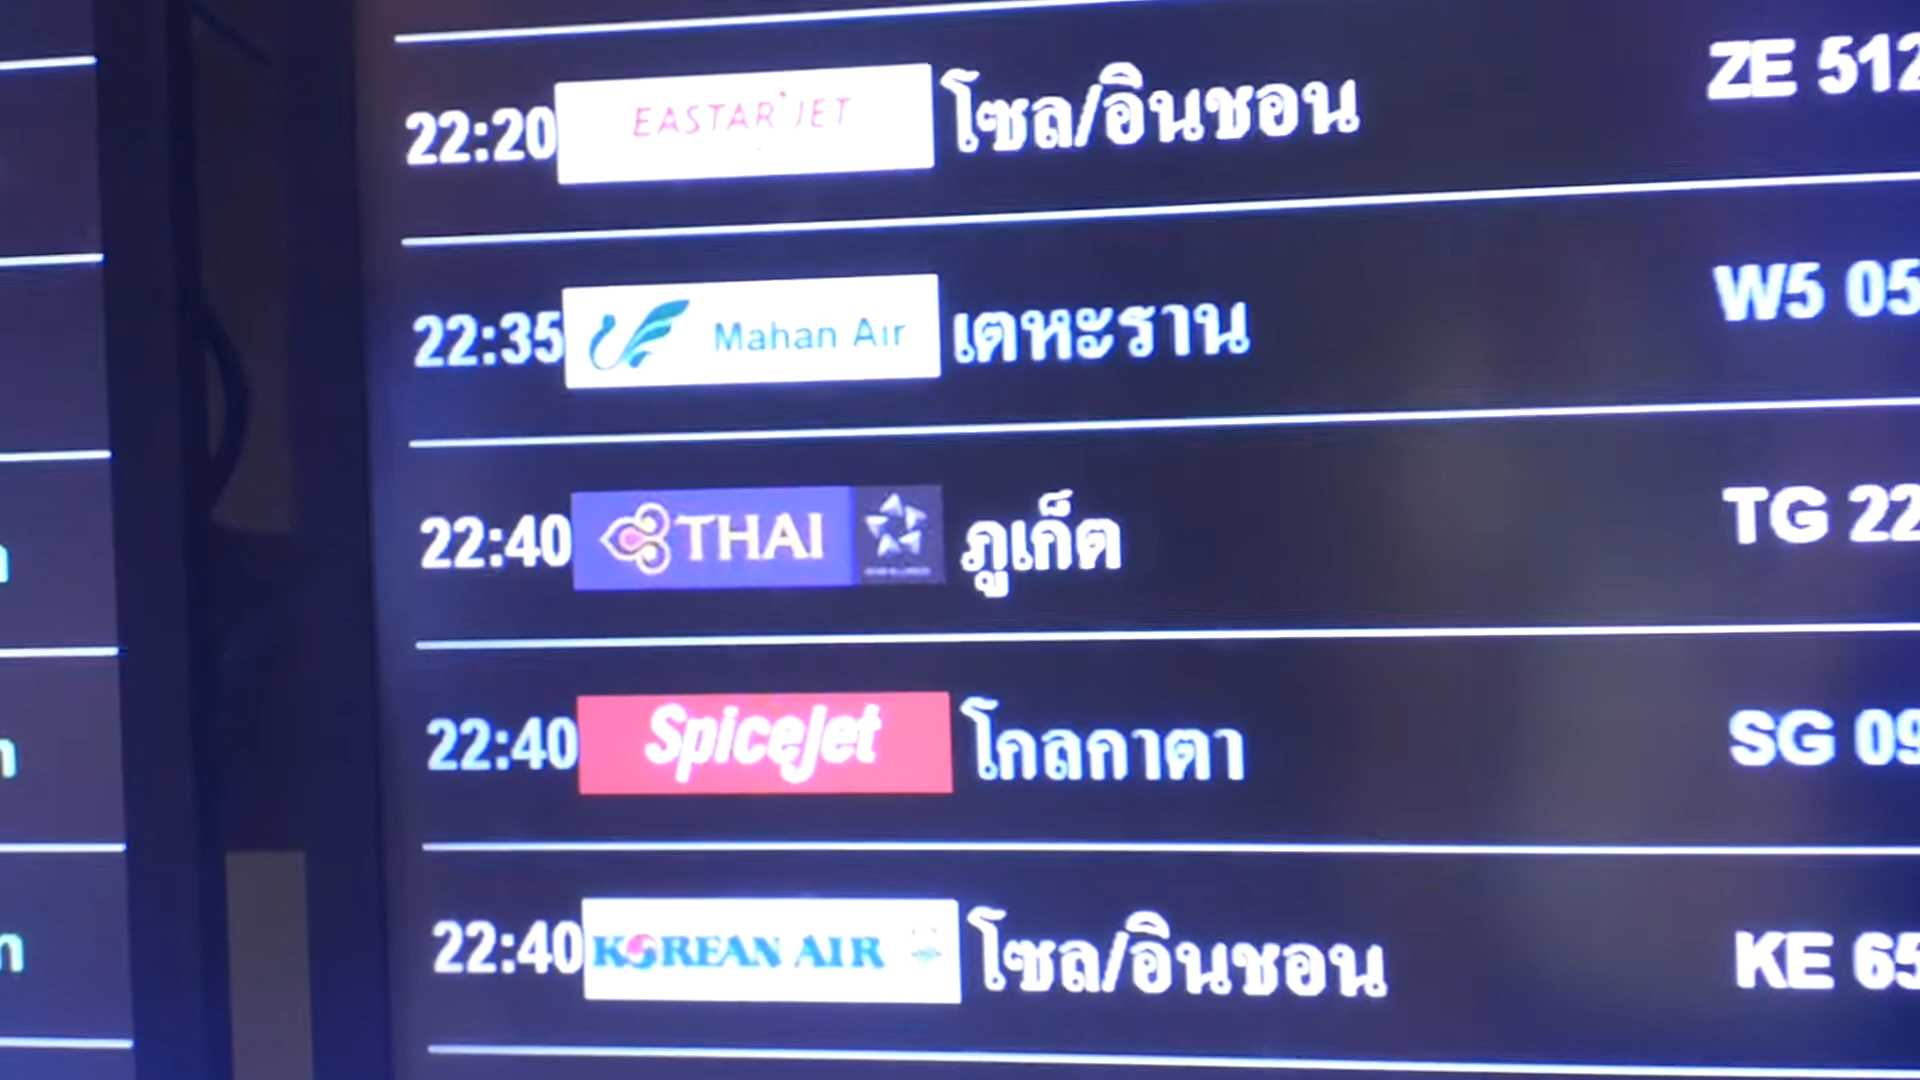 22:20 EASTAR JET โซล/อินชอน ZE 512
22:35 Mahan Air เตหะราน W5 05
22:40 THAI ภูเก็ต TG 22
22:40 SpiceJet โกลกาตา SG 09
22:40 KOREAN AIR โซล/อินชอน KE 65